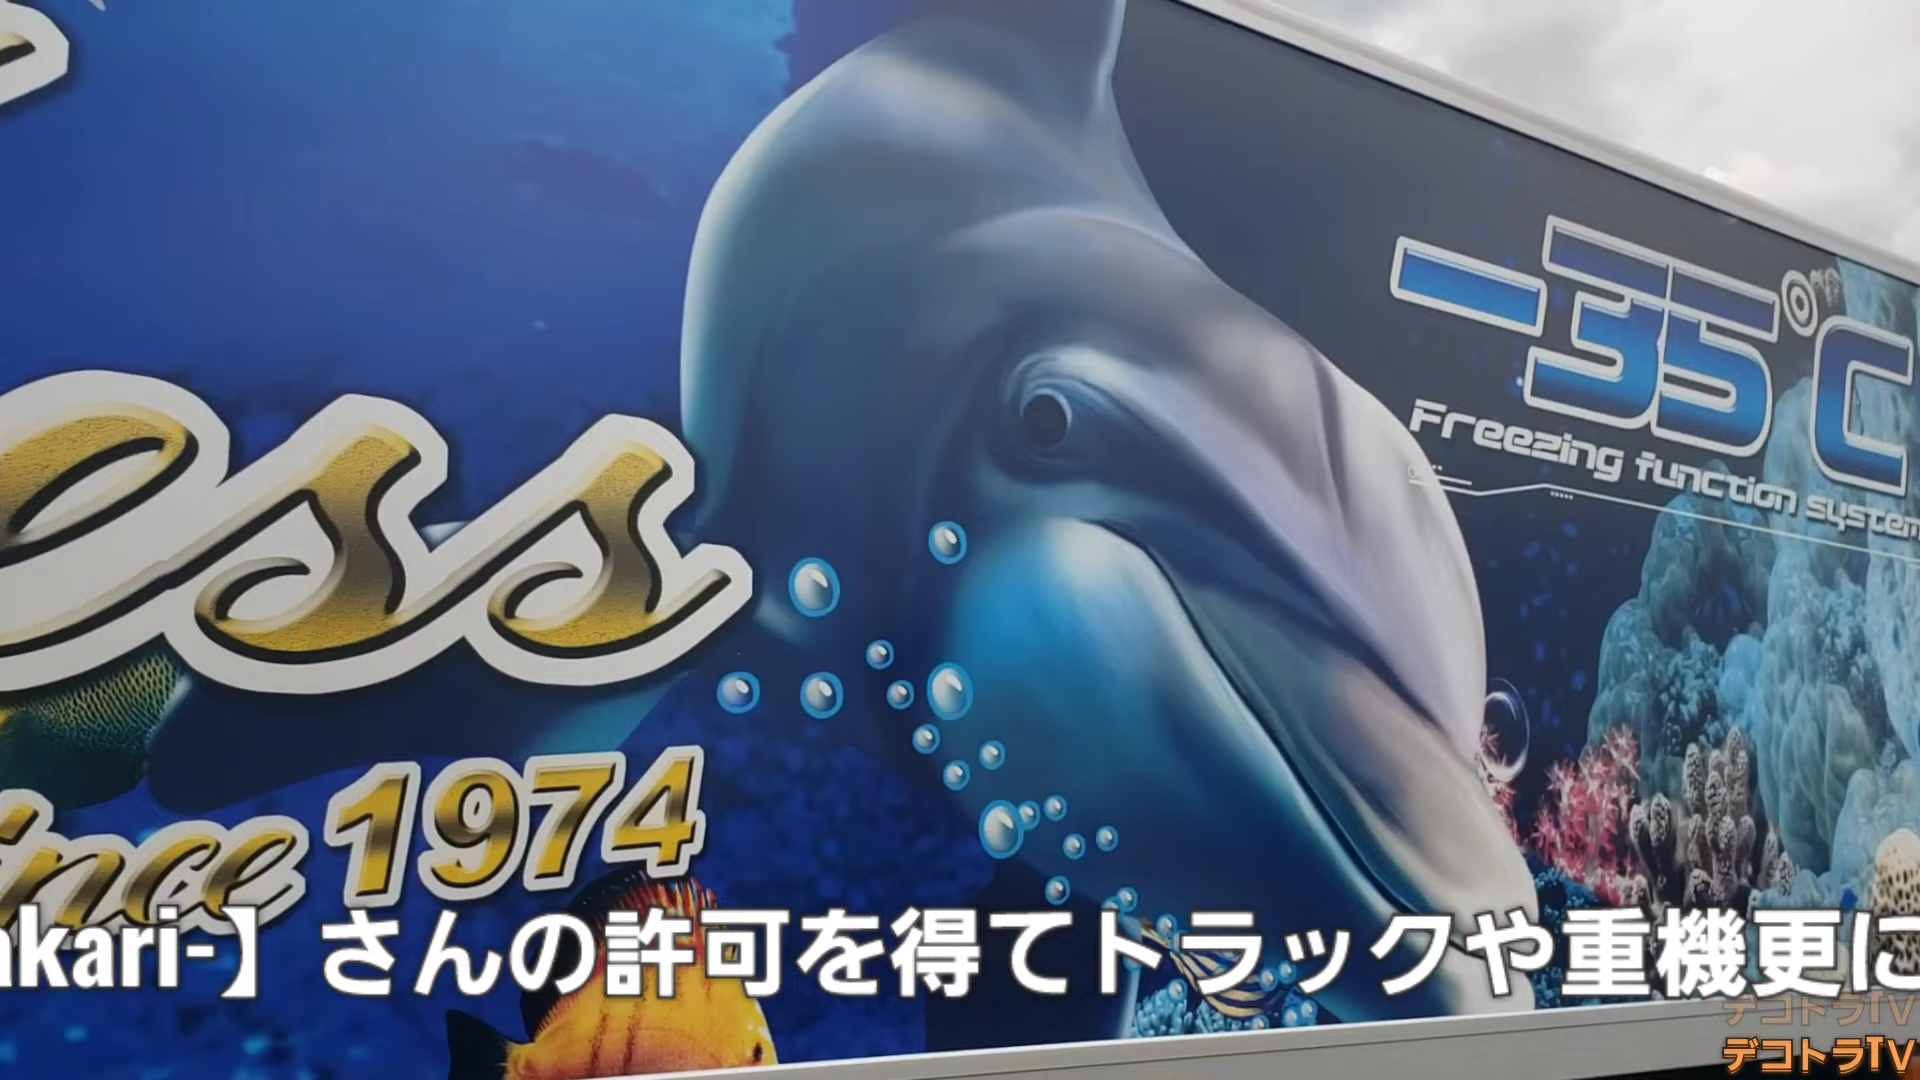 ess
-35°C
Freezing function system
ince 1974
akari-】さんの許可を得てトラックや重機更に
デコトラTV
デコトラTV